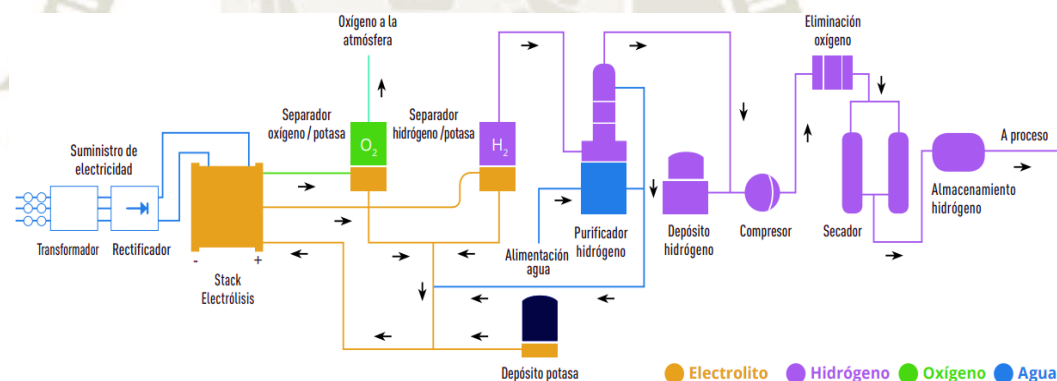 Oxígeno a la
atmósfera
Eliminación
oxígeno
Separador
oxígeno/potasa
Separador
hidrógeno/potasa
O2
H2
Suministro de
electricidad
A proceso
Transformador
Rectificador
- +
Stack
Electrólisis
Alimentación
agua
Purificador
hidrógeno
Depósito
hidrógeno
Compresor
Secador
Almacenamiento
hidrógeno
Depósito potasa
Electrolito Hidrógeno Oxígeno Agua